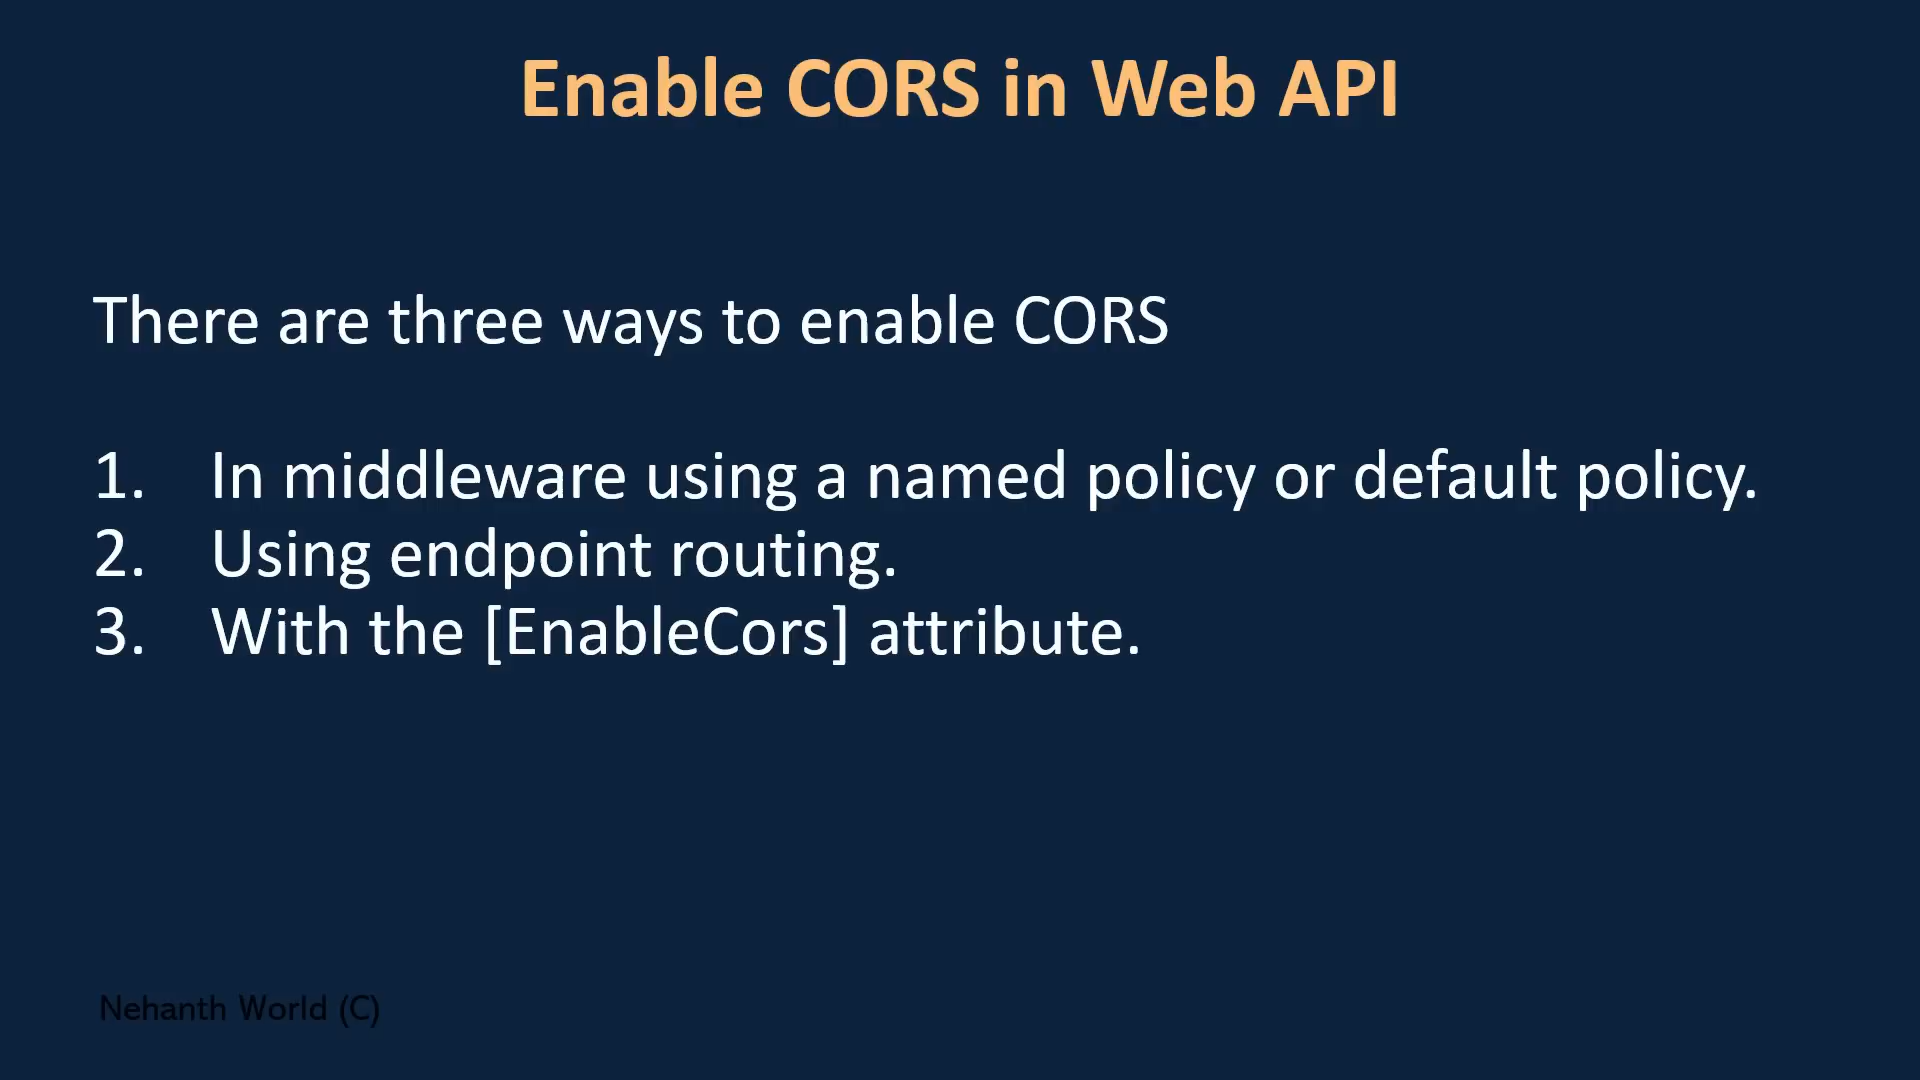 Enable CORS in Web API
There are three ways to enable CORS
1. In middleware using a named policy or default policy.
2. Using endpoint routing.
3. With the [EnableCors] attribute.
Nehanth World (C)